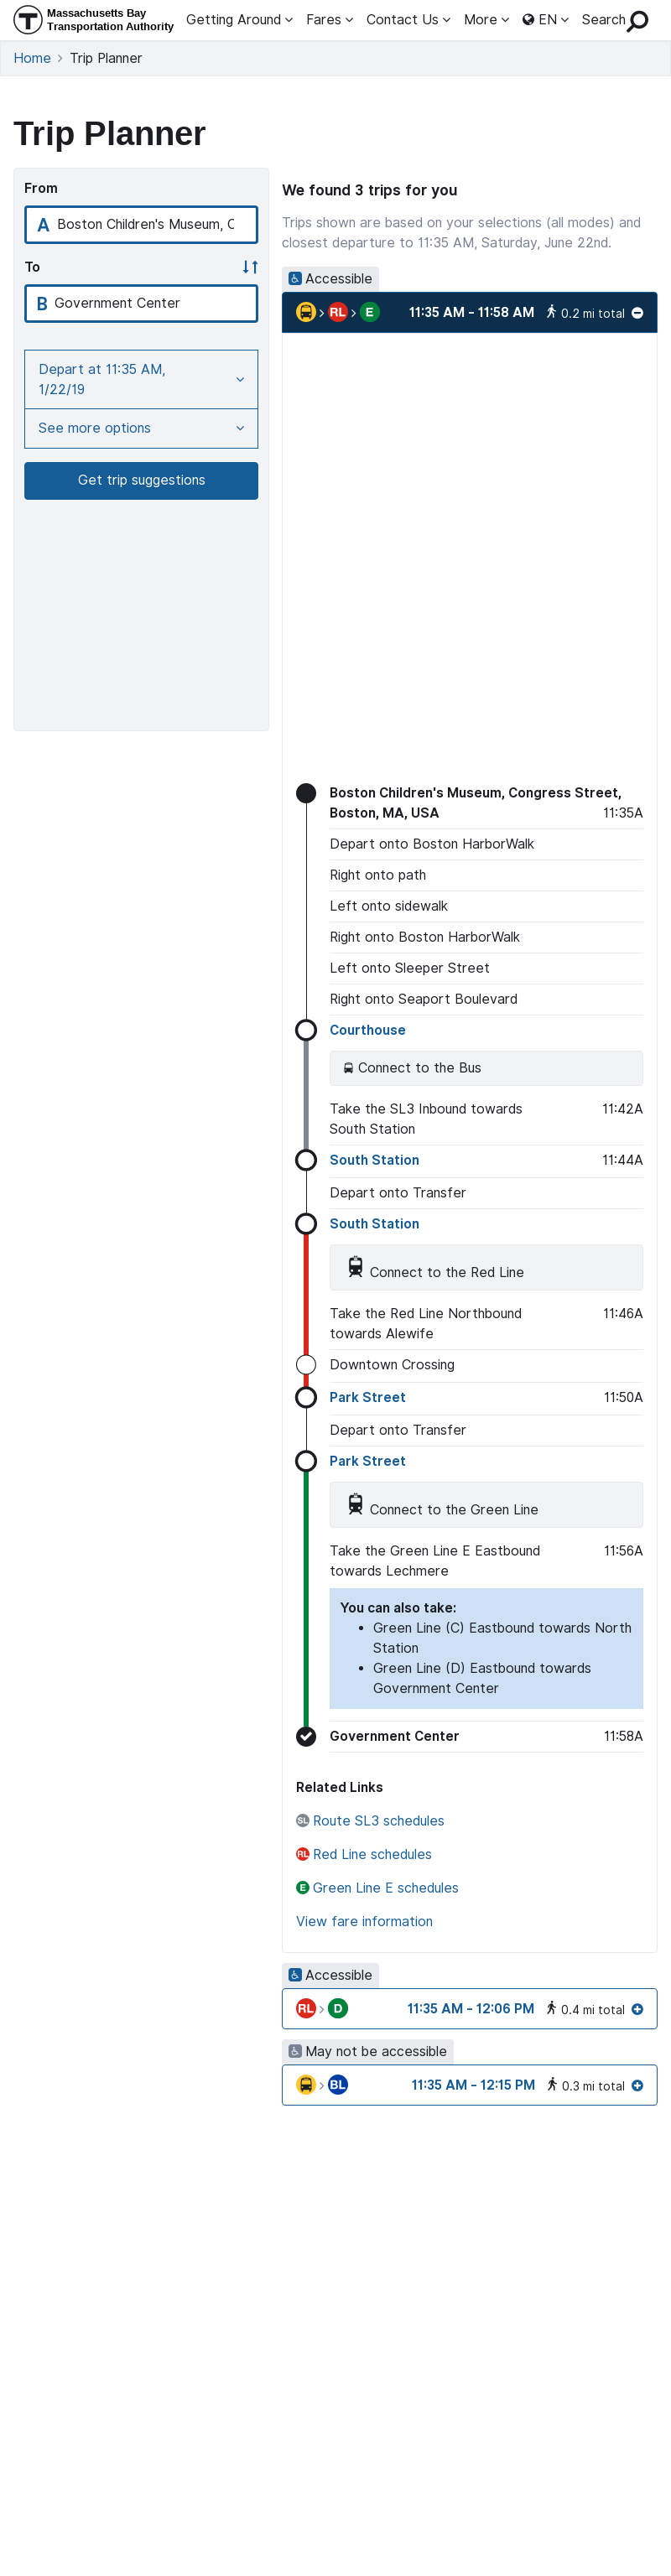 Massachusetts Bay
Transportation Authority
Getting Around
Fares
Contact Us
More
EN
Search
Home
Trip Planner
Trip Planner
From
A
Boston Children's Museum, C
To
B
Government Center
Depart at 11:35 AM,
1/22/19
See more options
Get trip suggestions
We found 3 trips for you
Trips shown are based on your selections (all modes) and
closest departure to 11:35 AM, Saturday, June 22nd.
Accessible
RL E 11:35 AM - 11:58 AM 0.2 mi total
Boston Children's Museum, Congress Street,
Boston, MA, USA 11:35A
Depart onto Boston HarborWalk
Right onto path
Left onto sidewalk
Right onto Boston HarborWalk
Left onto Sleeper Street
Right onto Seaport Boulevard
Courthouse
Connect to the Bus
Take the SL3 Inbound towards 11:42A
South Station
South Station 11:44A
Depart onto Transfer
South Station
Connect to the Red Line
Take the Red Line Northbound 11:46A
towards Alewife
Downtown Crossing
Park Street 11:50A
Depart onto Transfer
Park Street
Connect to the Green Line
Take the Green Line E Eastbound 11:56A
towards Lechmere
You can also take:
Green Line (C) Eastbound towards North
Station
Green Line (D) Eastbound towards
Government Center
Government Center 11:58A
Related Links
SL Route SL3 schedules
RL Red Line schedules
E Green Line E schedules
View fare information
Accessible
RL D 11:35 AM - 12:06 PM 0.4 mi total
May not be accessible
BL 11:35 AM - 12:15 PM 0.3 mi total